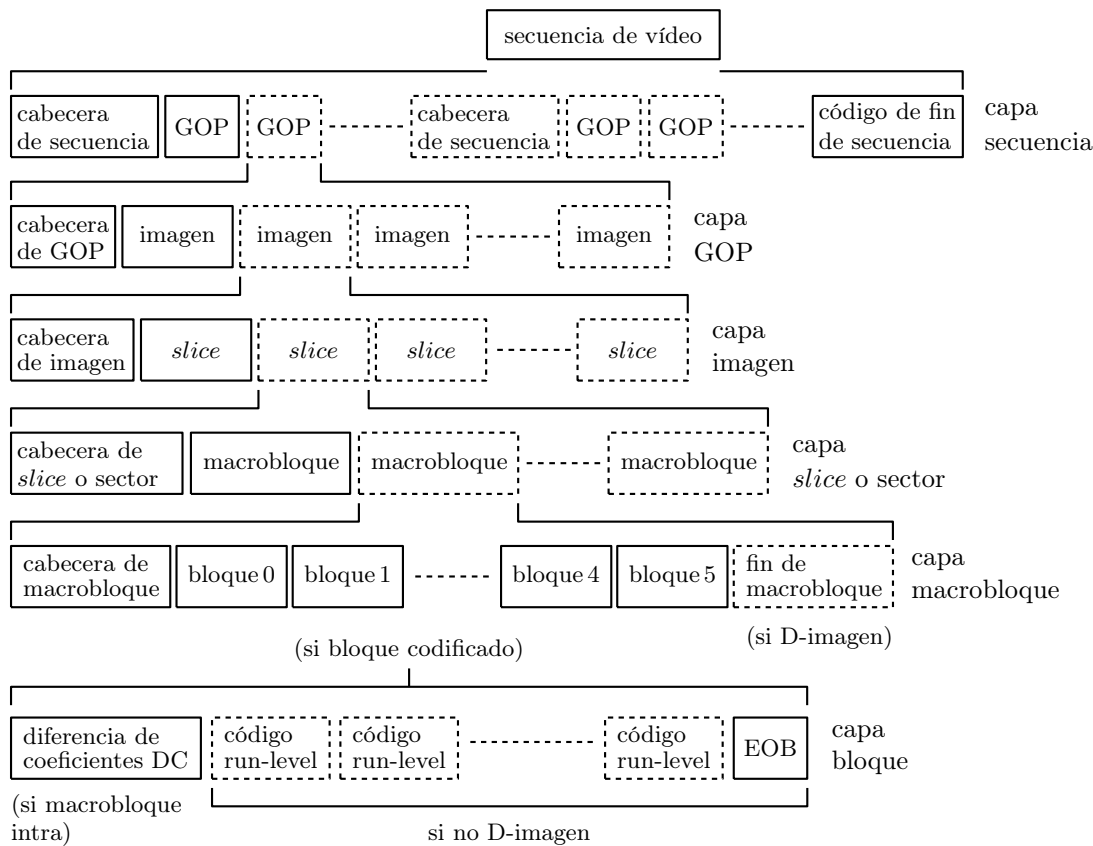 secuencia de vídeo
cabecera
de secuencia
GOP
GOP
cabecera
de secuencia
GOP
GOP
código de fin
de secuencia
capa
secuencia
cabecera
de GOP
imagen
imagen
imagen
imagen
capa
GOP
cabecera
de imagen
slice
slice
slice
slice
capa
imagen
cabecera de
slice o sector
macrobloque
macrobloque
macrobloque
capa
slice o sector
cabecera de
macrobloque
bloque 0
bloque 1
bloque 4
bloque 5
fin de
macrobloque
capa
macrobloque
(si D-imagen)
(si bloque codificado)
diferencia de
coeficientes DC
código
run-level
código
run-level
código
run-level
EOB
capa
bloque
(si macrobloque
intra)
si no D-imagen